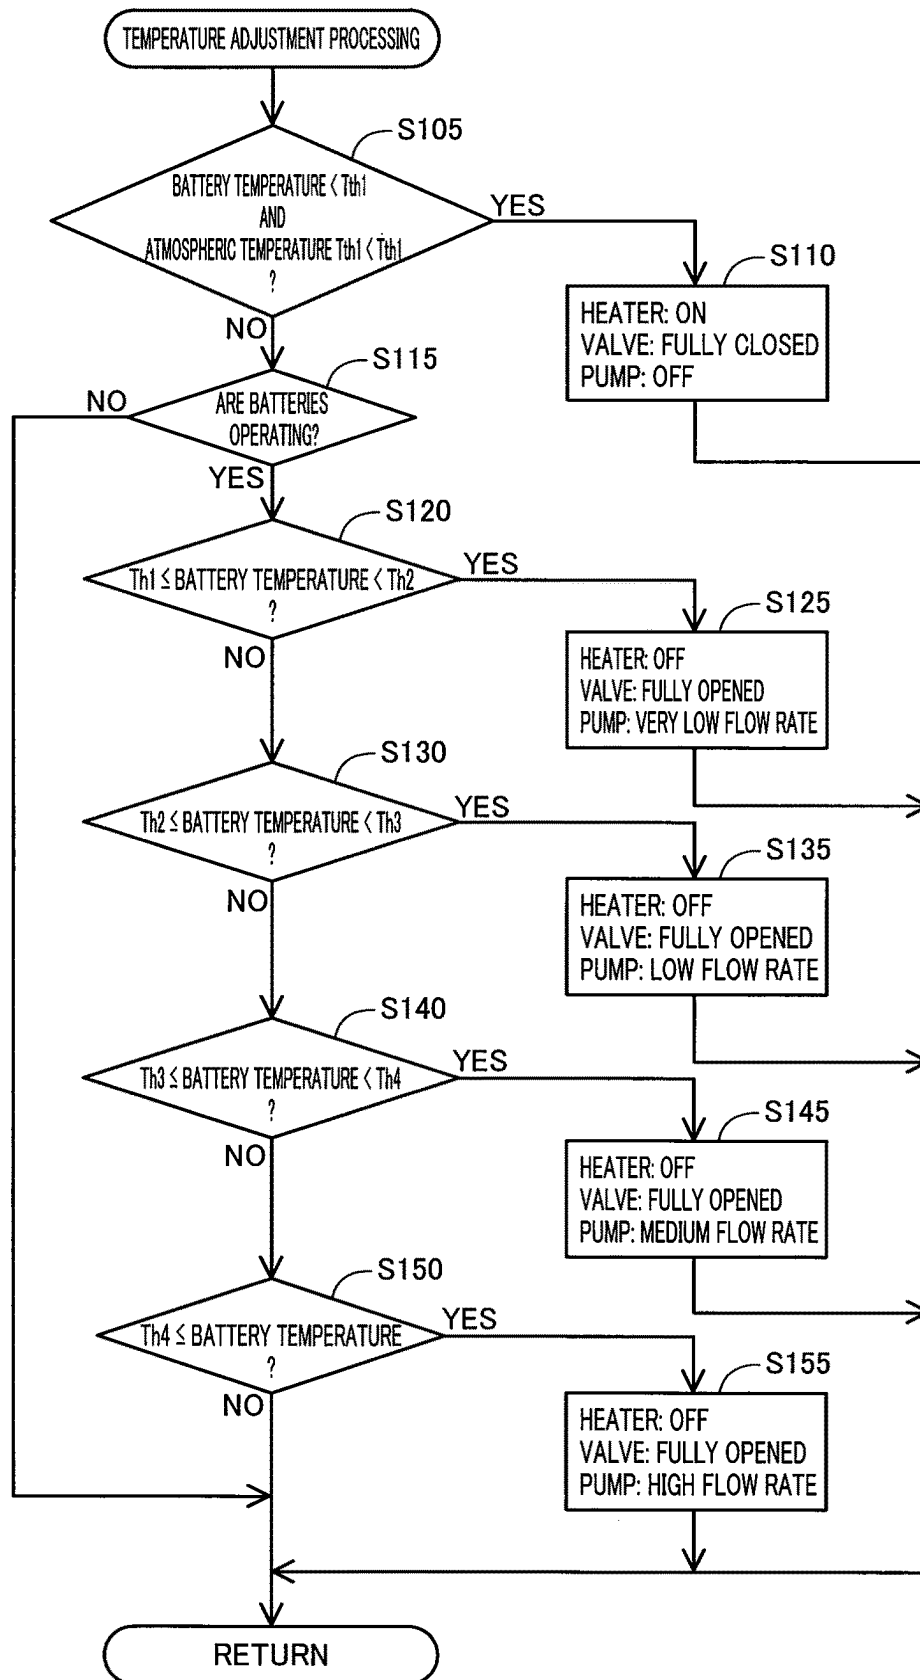 TEMPERATURE ADJUSTMENT PROCESSING
S105
BATTERY TEMPERATURE < Tth1
AND
ATMOSPHERIC TEMPERATURE Tth1 < Tth1
?
YES
NO
S110
HEATER: ON
VALVE: FULLY CLOSED
PUMP: OFF
S115
ARE BATTERIES
OPERATING?
NO
YES
S120
Th1 ≤ BATTERY TEMPERATURE < Th2
?
YES
NO
S125
HEATER: OFF
VALVE: FULLY OPENED
PUMP: VERY LOW FLOW RATE
S130
Th2 ≤ BATTERY TEMPERATURE < Th3
?
YES
NO
S135
HEATER: OFF
VALVE: FULLY OPENED
PUMP: LOW FLOW RATE
S140
Th3 ≤ BATTERY TEMPERATURE < Th4
?
YES
NO
S145
HEATER: OFF
VALVE: FULLY OPENED
PUMP: MEDIUM FLOW RATE
S150
Th4 ≤ BATTERY TEMPERATURE
?
YES
NO
S155
HEATER: OFF
VALVE: FULLY OPENED
PUMP: HIGH FLOW RATE
RETURN